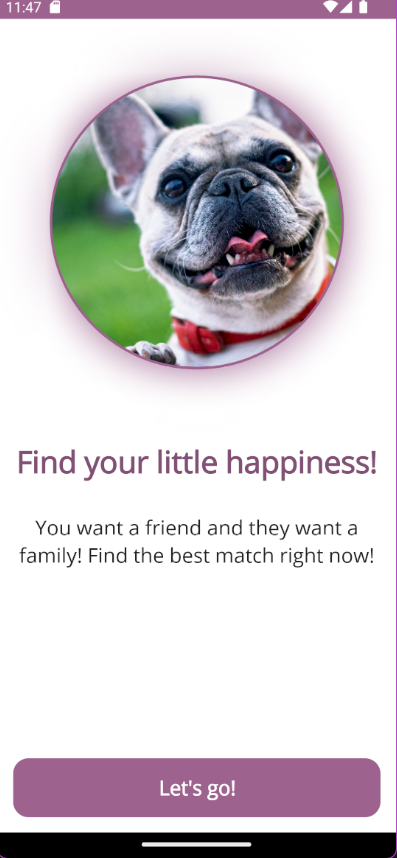 11:47
Find your little happiness!
You want a friend and they want a
family! Find the best match right now!
Let's go!